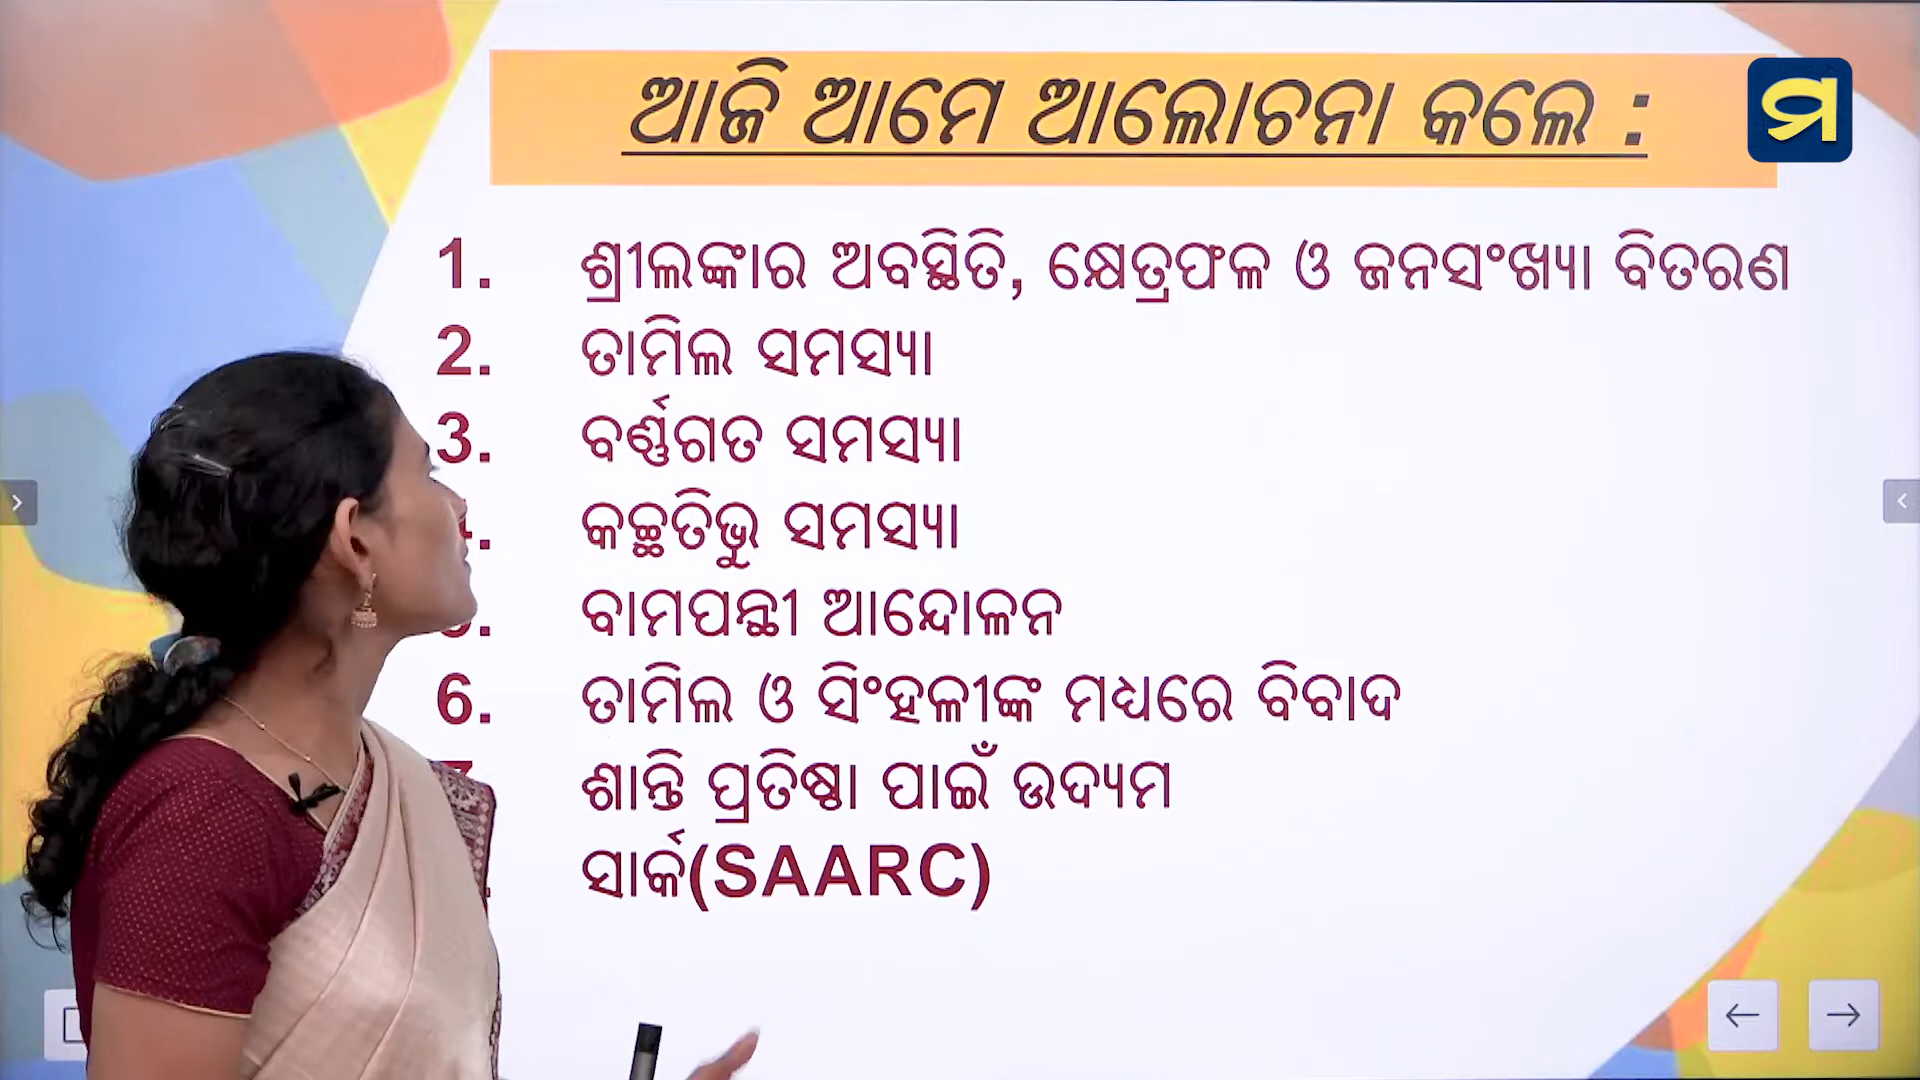 ଆଜି ଆମେ ଆଲୋଚନା କଲେ :
ମ
1. ଶ୍ରୀଲଙ୍କାର ଅବସ୍ଥିତି, କ୍ଷେତ୍ରଫଳ ଓ ଜନସଂଖ୍ୟା ବିତରଣ
2. ତାମିଲ ସମସ୍ୟା
3. ବର୍ଣ୍ଣଗତ ସମସ୍ୟା
କଚ୍ଛତିଭୁ ସମସ୍ୟା
ବାମପନ୍ଥୀ ଆନ୍ଦୋଳନ
6. ତାମିଲ ଓ ସିଂହଳୀଙ୍କ ମଧ୍ୟରେ ବିବାଦ
ଶାନ୍ତି ପ୍ରତିଷ୍ଠା ପାଇଁ ଉଦ୍ୟମ
ସାର୍କ(SAARC)